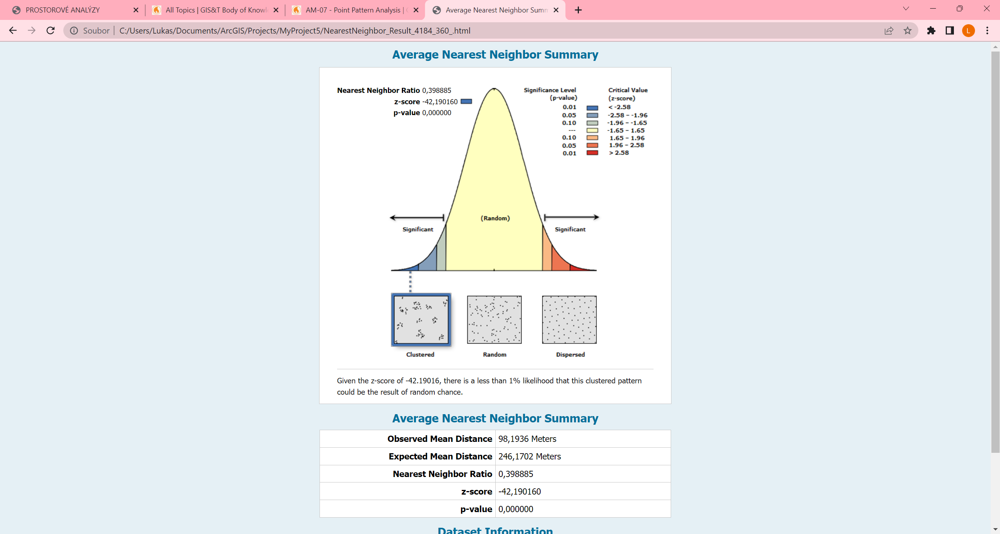 PROSTOROVÉ ANALÝZY
All Topics | GIS&T Body of Knowl
AM-07 - Point Pattern Analysis |
Average Nearest Neighbor Summ
Soubor
C:/Users/Lukas/Documents/ArcGIS/Projects/MyProject5/NearestNeighbor_Result_4184_360_.html
L
Average Nearest Neighbor Summary
Nearest Neighbor Ratio 0,398885
z-score -42,190160
p-value 0,000000
Significance Level
(p-value)
Critical Value
(z-score)
0.01 < -2.58
0.05 -2.58 – -1.96
0.10 -1.96 – -1.65
--- -1.65 – 1.65
0.10 1.65 – 1.96
0.05 1.96 – 2.58
0.01 > 2.58
(Random)
Significant
Significant
Clustered
Random
Dispersed
Given the z-score of -42.19016, there is a less than 1% likelihood that this clustered pattern
could be the result of random chance.
Average Nearest Neighbor Summary
Observed Mean Distance 98,1936 Meters
Expected Mean Distance 246,1702 Meters
Nearest Neighbor Ratio 0,398885
z-score -42,190160
p-value 0,000000
Dataset Information